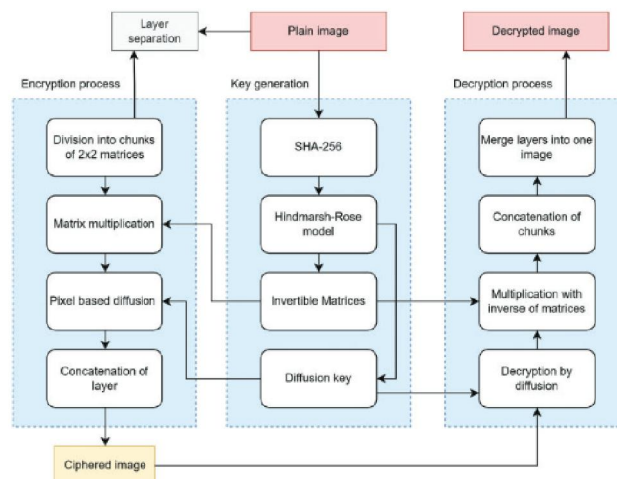 Layer
separation
Plain image
Decrypted image
Encryption process
Key generation
Decryption process
Division into chunks
of 2x2 matrices
Matrix multiplication
Pixel based diffusion
Concatenation of
layer
Ciphered image
SHA-256
Hindmarsh-Rose
model
Invertible Matrices
Diffusion key
Merge layers into one
image
Concatenation of
chunks
Multiplication with
inverse of matrices
Decryption by
diffusion